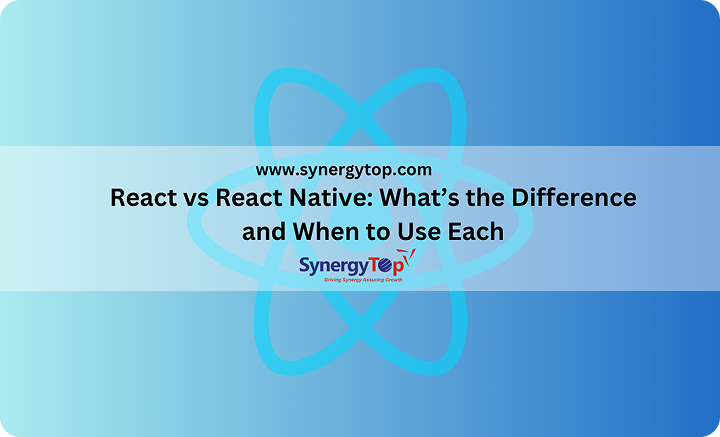 www.synergytop.com
React vs React Native: What’s the Difference
and When to Use Each
SynergyTop
Driving Synergy Assuring Growth